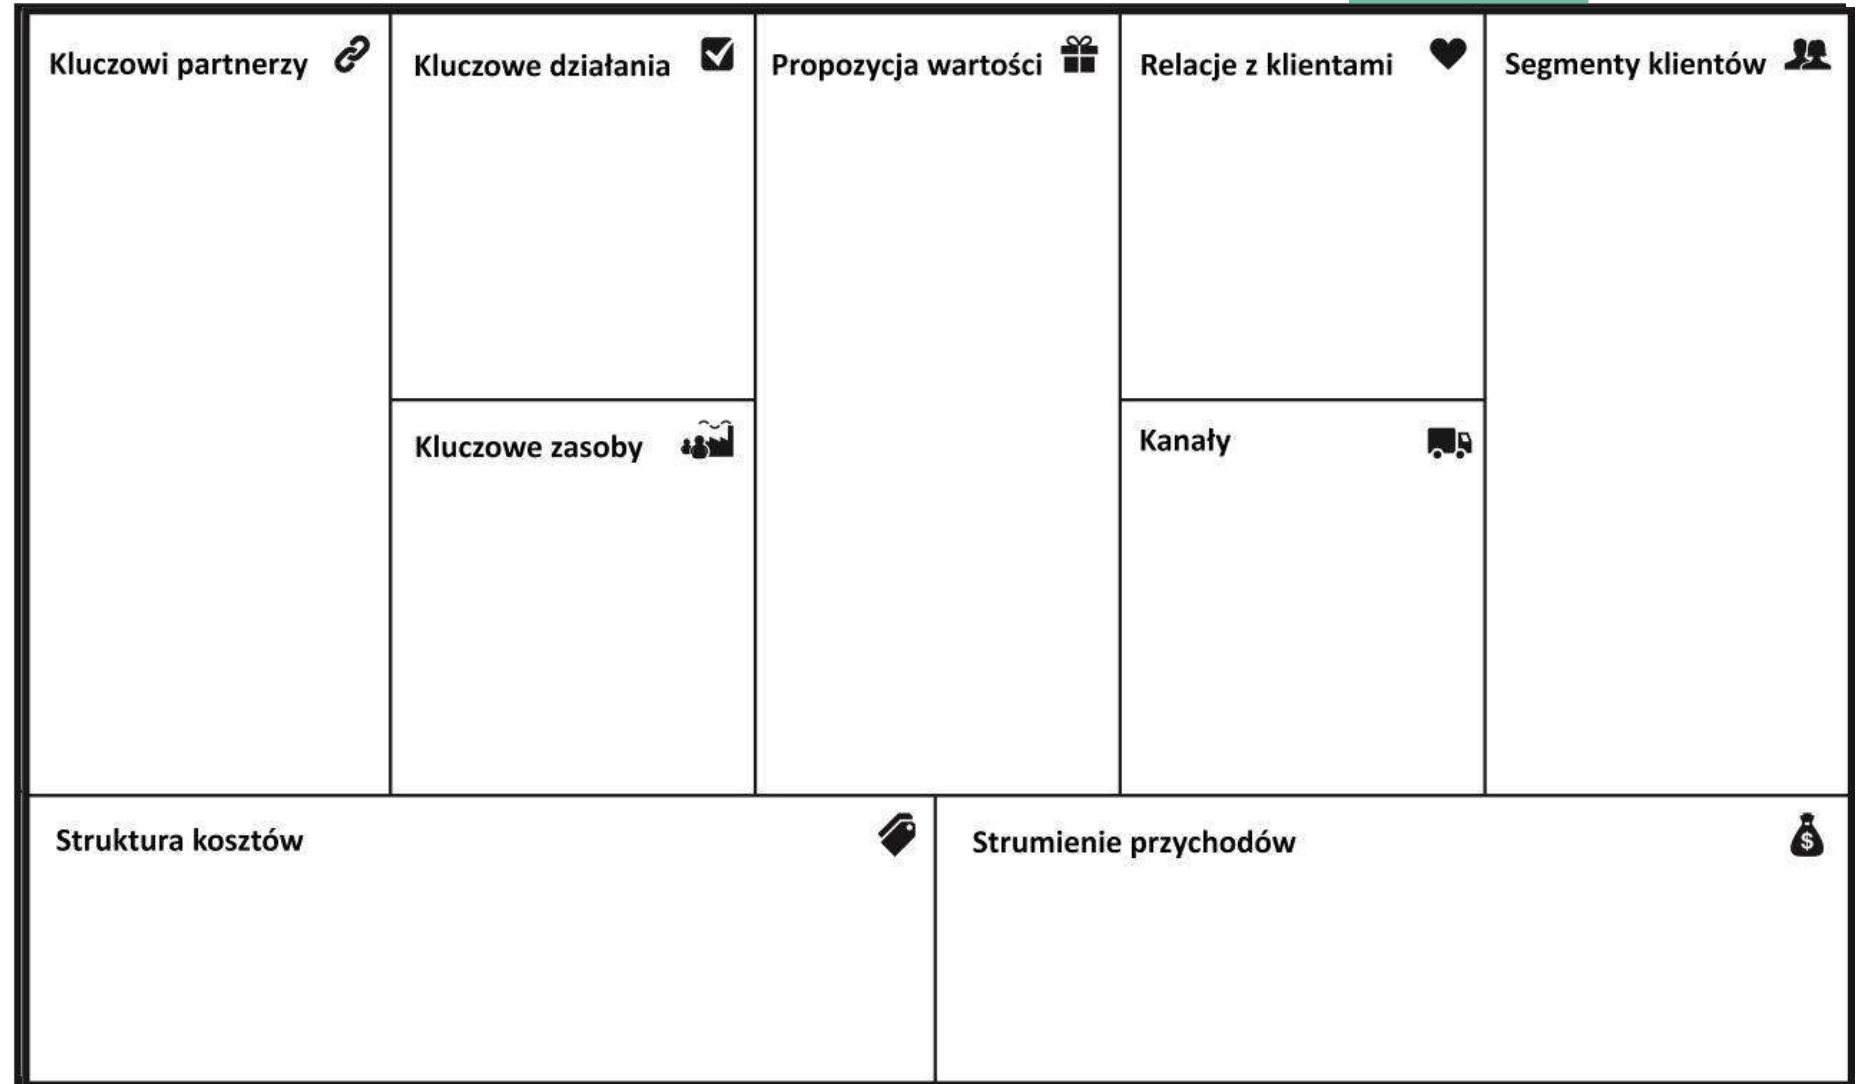 Kluczowi partnerzy
Kluczowe działania
Propozycja wartości
Relacje z klientami
Segmenty klientów
Kluczowe zasoby
Kanały
Struktura kosztów
Strumienie przychodów
$